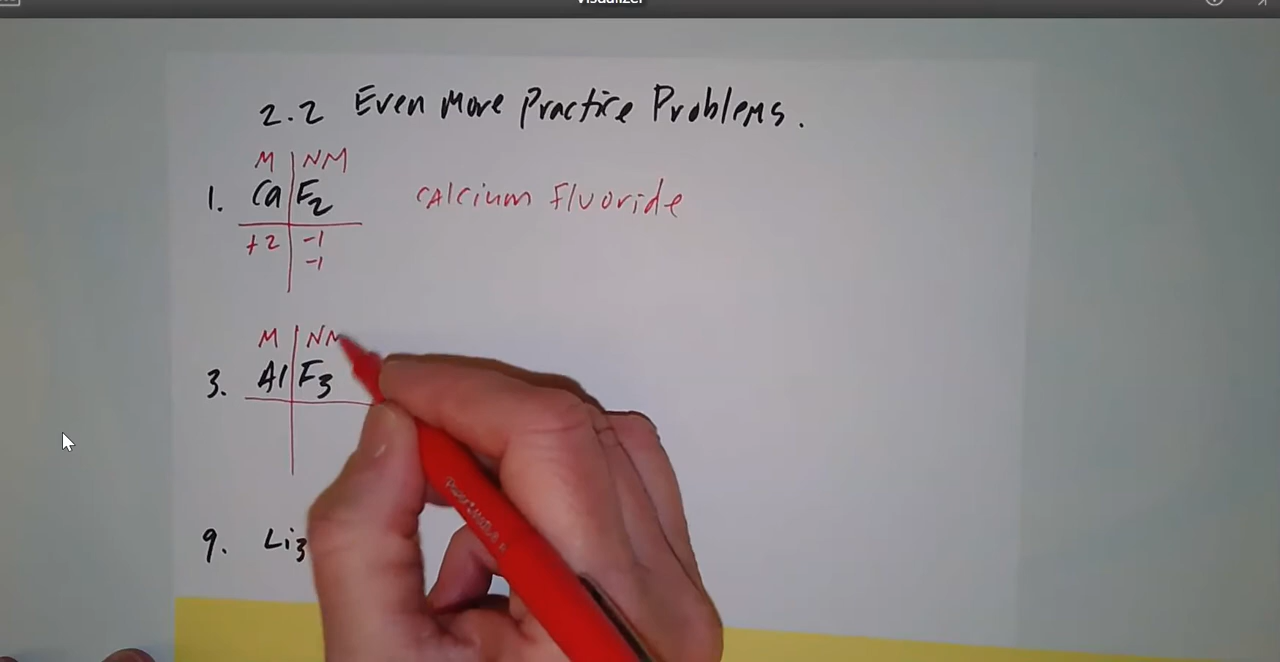 2.2 Even More Practice Problems.
M NM
1. Ca F2 Calcium Fluoride
+2 -1
-1
M NM
3. Al F3
9. Li3